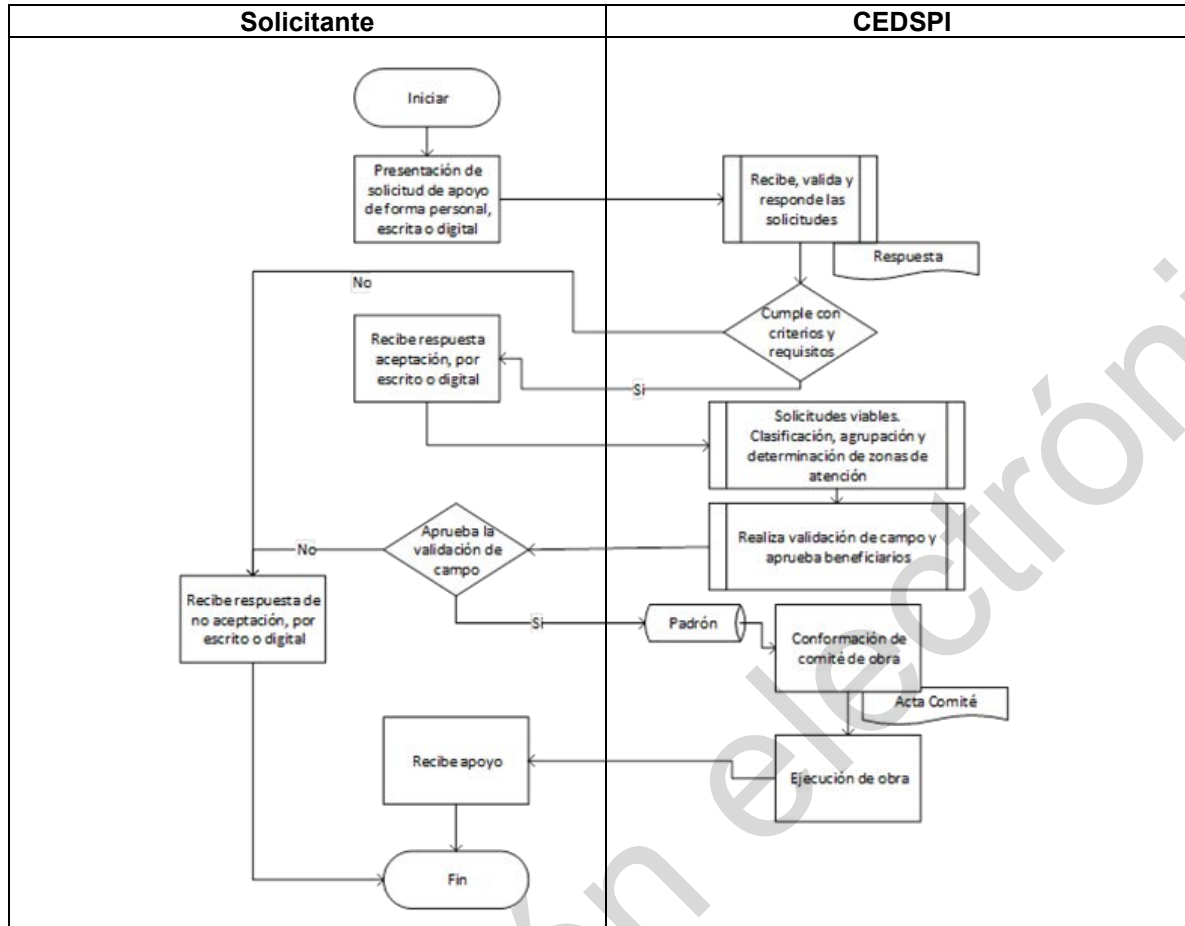 Solicitante
CEDSPI
Iniciar
Presentación de
solicitud de apoyo
de forma personal,
escrita o digital
Recibe, valida y
responde las
solicitudes
Respuesta
No
Cumple con
criterios y
requisitos
Recibe respuesta
aceptación, por
escrito o digital
Si
Solicitudes viables.
Clasificación, agrupación y
determinación de zonas de
atención
Aprueba la
validación de
campo
No
Realiza validación de campo y
aprueba beneficiarios
Recibe respuesta de
no aceptación, por
escrito o digital
Si
Padrón
Conformación de
comité de obra
Acta Comité
Recibe apoyo
Ejecución de obra
Fin
ón electróni